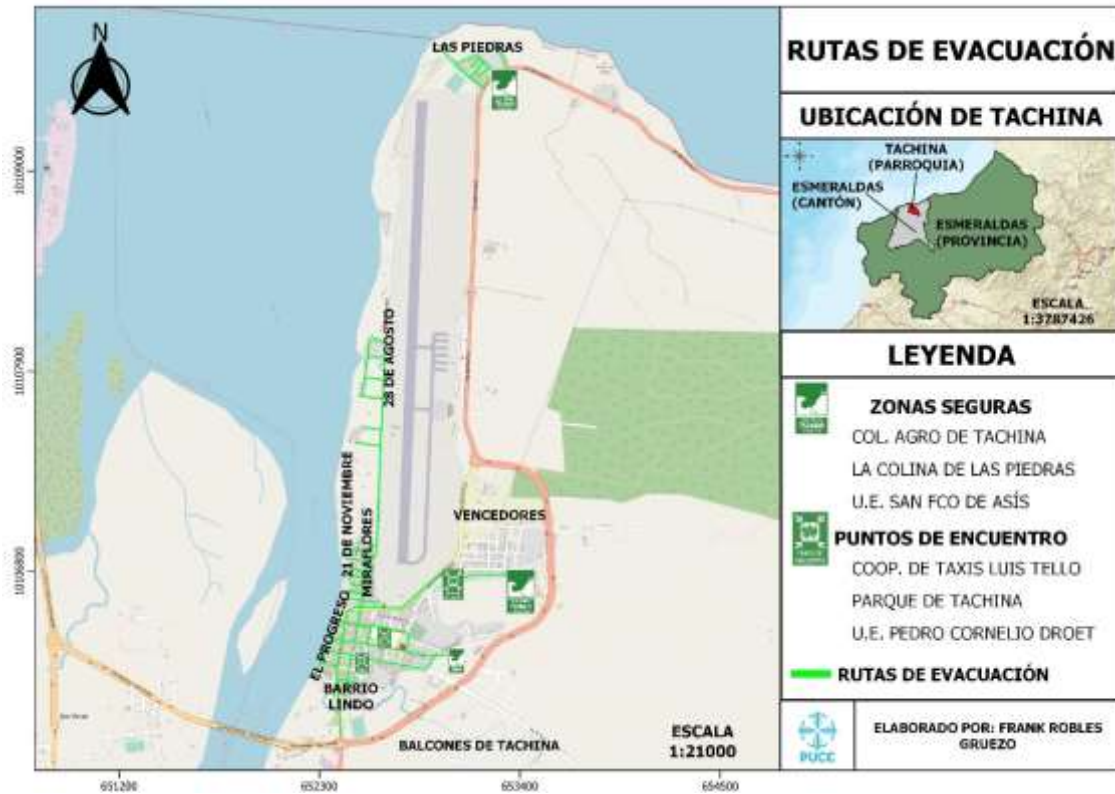 N
LAS PIEDRAS
28 DE AGOSTO
21 DE NOVIEMBRE
MIRAFLORES
VENCEDORES
EL PROGRESO
BARRIO
LINDO
BALCONES DE TACHINA
ESCALA
1:21000
10109000
10107900
10106800
651200
652300
653400
654500
RUTAS DE EVACUACIÓN
UBICACIÓN DE TACHINA
TACHINA
(PARROQUIA)
ESMERALDAS
(CANTÓN)
ESMERALDAS
(PROVINCIA)
ESCALA
1:3787426
LEYENDA
ZONAS SEGURAS
COL. AGRO DE TACHINA
LA COLINA DE LAS PIEDRAS
U.E. SAN FCO DE ASÍS
PUNTOS DE ENCUENTRO
COOP. DE TAXIS LUIS TELLO
PARQUE DE TACHINA
U.E. PEDRO CORNELIO DROET
RUTAS DE EVACUACIÓN
PUCE
ELABORADO POR: FRANK ROBLES
GRUEZO